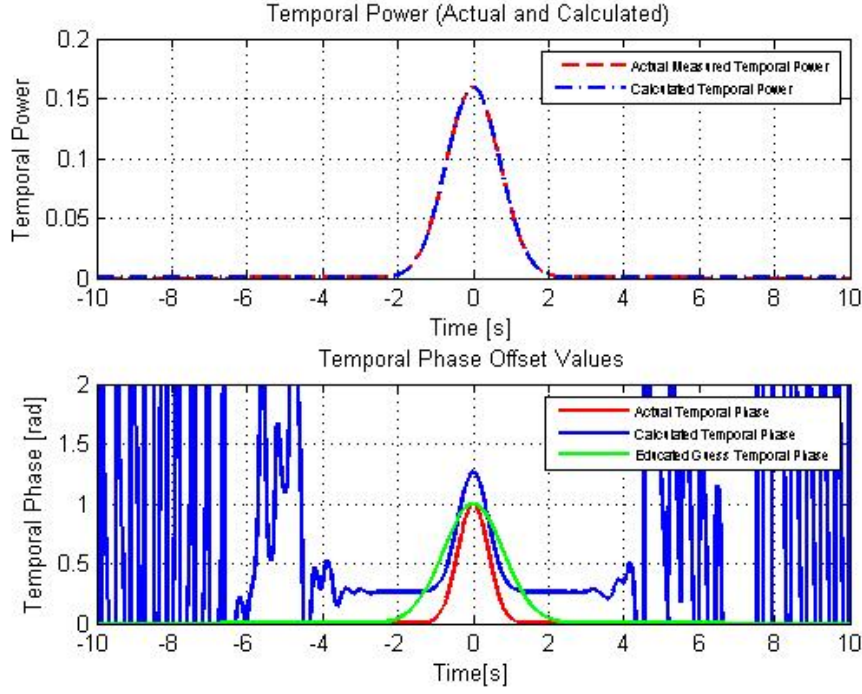 Temporal Power (Actual and Calculated)
0.2
0.15
0.1
0.05
0
Temporal Power
Actual Measured Temporal Power
Calculated Temporal Power
-10 -8 -6 -4 -2 0 2 4 6 8 10
Time [s]
Temporal Phase Offset Values
2
1.5
1
0.5
0
Temporal Phase [rad]
Actual Temporal Phase
Calculated Temporal Phase
Educated Guess Temporal Phase
-10 -8 -6 -4 -2 0 2 4 6 8 10
Time[s]